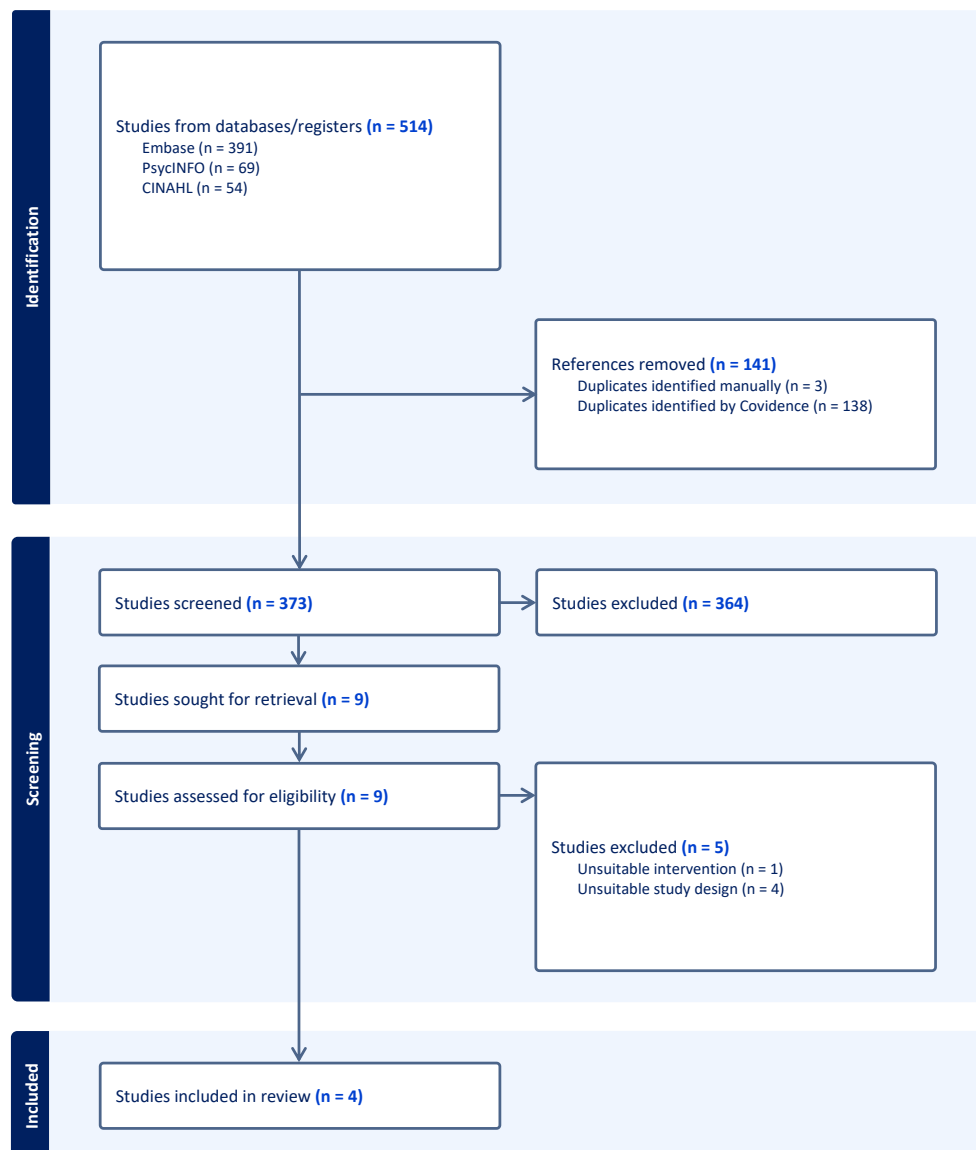 Identification
Studies from databases/registers (n = 514)
Embase (n = 391)
PsycINFO (n = 69)
CINAHL (n = 54)
References removed (n = 141)
Duplicates identified manually (n = 3)
Duplicates identified by Covidence (n = 138)
Screening
Studies screened (n = 373)
Studies excluded (n = 364)
Studies sought for retrieval (n = 9)
Studies assessed for eligibility (n = 9)
Studies excluded (n = 5)
Unsuitable intervention (n = 1)
Unsuitable study design (n = 4)
Included
Studies included in review (n = 4)